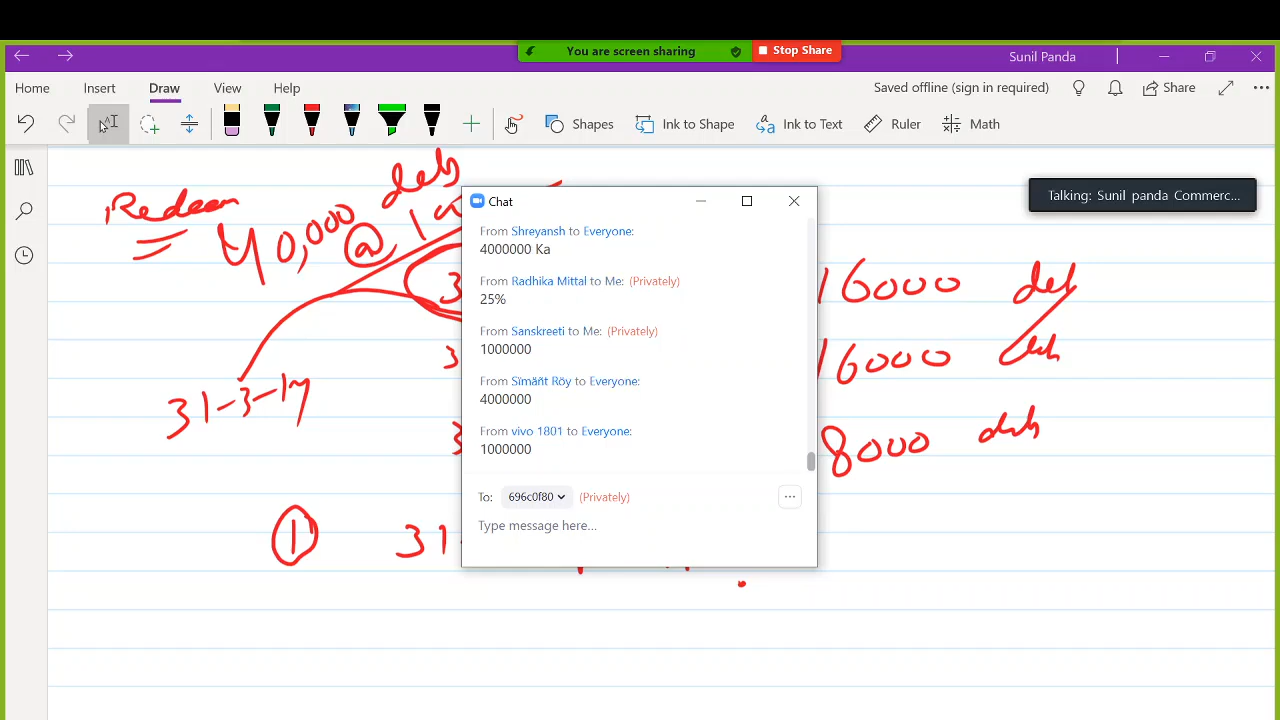 You are screen sharing
Stop Share
Sunil Panda
Home
Insert
Draw
View
Help
Saved offline (sign in required)
Share
Shapes
Ink to Shape
Ink to Text
Ruler
Math
Talking: Sunil panda Commerc...
Redeem
40,000 debs @ 10
Chat
From Shreyansh to Everyone:
4000000 Ka
From Radhika Mittal to Me: (Privately)
25%
From Sanskreeti to Me: (Privately)
1000000
From Sïmäñt Röy to Everyone:
4000000
From vivo 1801 to Everyone:
1000000
To: 696c0f80 (Privately)
Type message here...
16000 deb
16000 deb
31-3-17
8000 deb
1 31